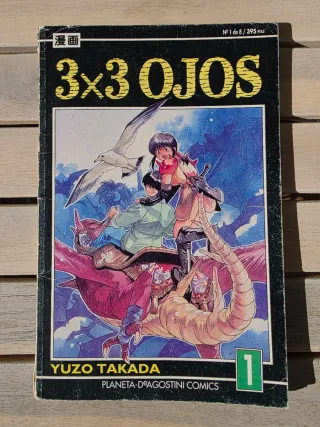 漫画
Nº 1 de 8 / 395 PTAS
3×3 OJOS
YUZO TAKADA
1
PLANETA-DeAGOSTINI COMICS